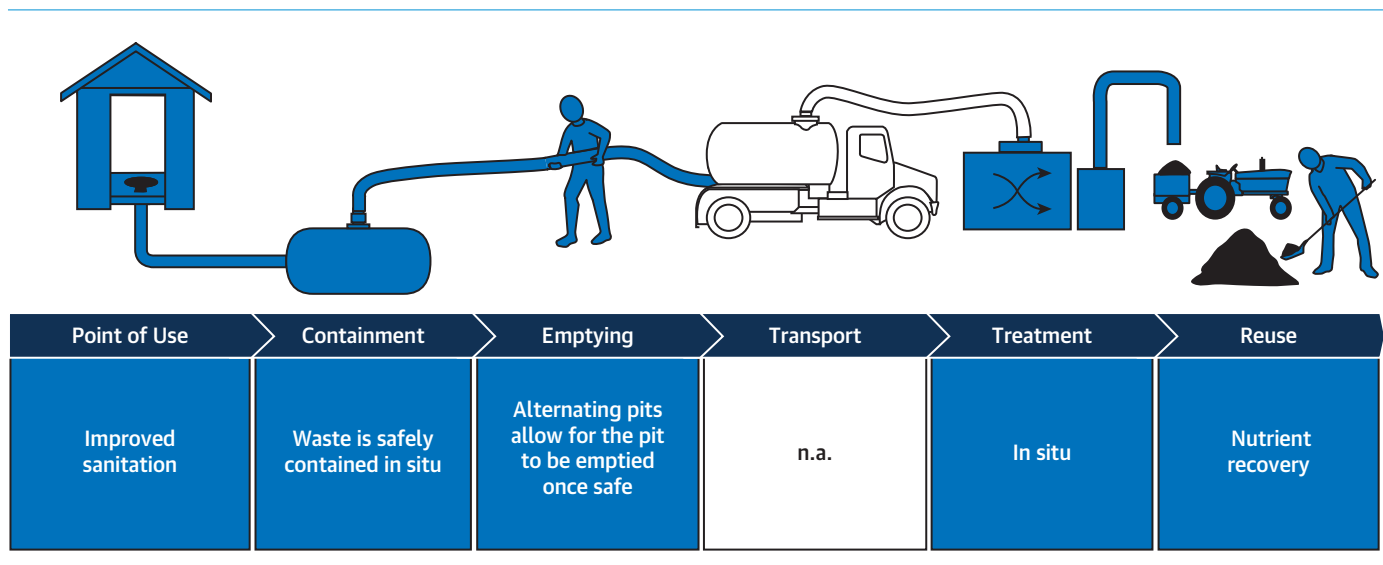 Point of Use
Containment
Emptying
Transport
Treatment
Reuse
Improved
sanitation
Waste is safely
contained in situ
Alternating pits
allow for the pit
to be emptied
once safe
n.a.
In situ
Nutrient
recovery